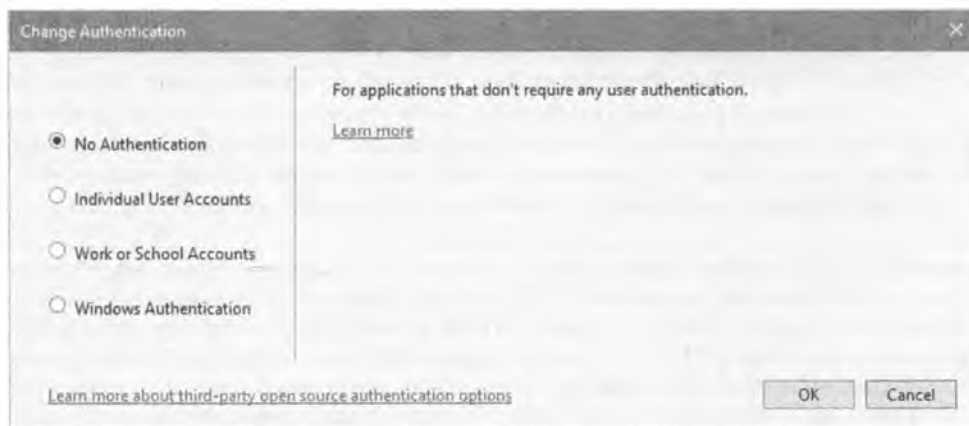 Change Authentication
For applications that don't require any user authentication.
Learn more
No Authentication
Individual User Accounts
Work or School Accounts
Windows Authentication
Learn more about third-party open source authentication options
OK
Cancel